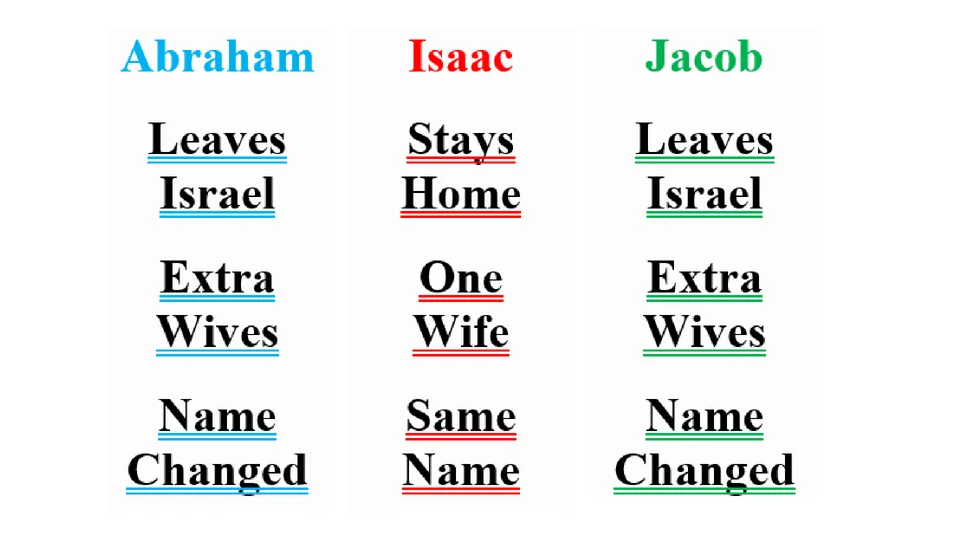 Abraham
Leaves
Israel
Extra
Wives
Name
Changed
Isaac
Stays
Home
One
Wife
Same
Name
Jacob
Leaves
Israel
Extra
Wives
Name
Changed